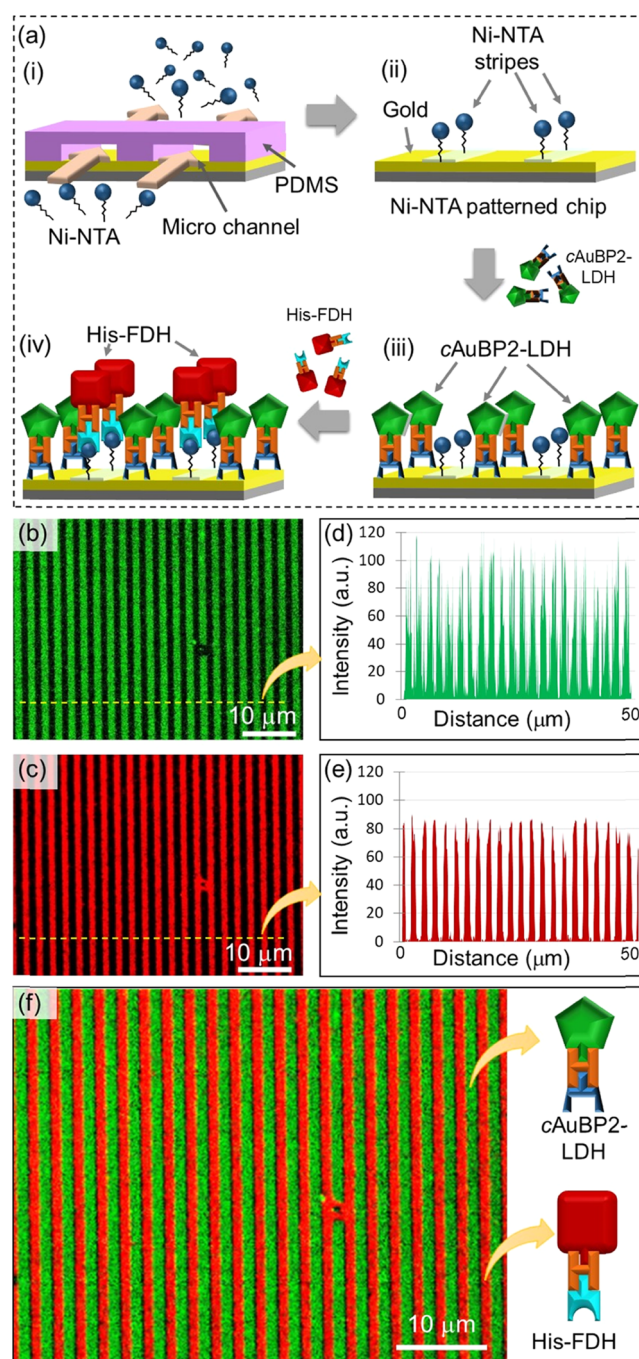 (a)
(i)
Ni-NTA
PDMS
Micro channel
(ii)
Ni-NTA
stripes
Gold
Ni-NTA patterned chip
cAuBP2-
LDH
(iii)
cAuBP2-LDH
His-FDH
(iv)
His-FDH
(b)
10 μm
(d)
Intensity (a.u.)
120
100
80
60
40
20
0
0
50
Distance (μm)
(c)
10 μm
(e)
Intensity (a.u.)
120
100
80
60
40
20
0
0
50
Distance (μm)
(f)
10 μm
cAuBP2-
LDH
His-FDH